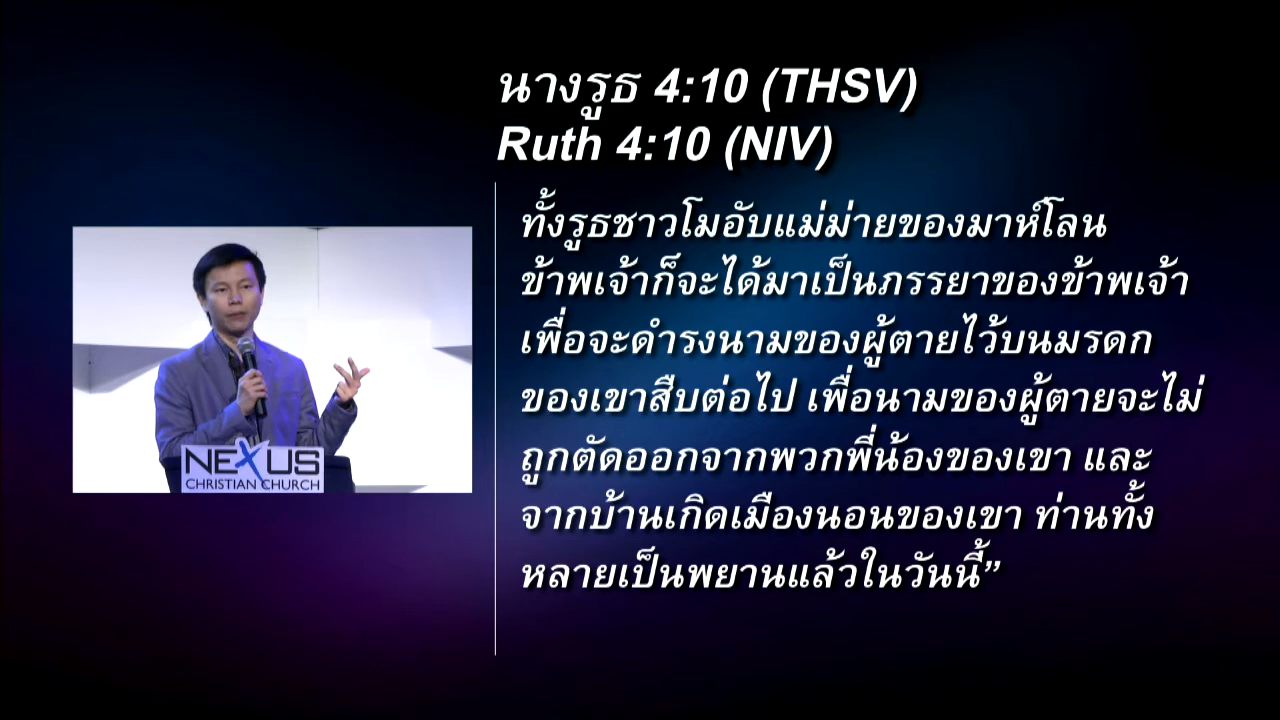 นางรูธ 4:10 (THSV)
Ruth 4:10 (NIV)
ทั้งรูธชาวโมอับแม่ม่ายของมาห์โลน
ข้าพเจ้าก็จะได้มาเป็นภรรยาของข้าพเจ้า
เพื่อจะดำรงนามของผู้ตายไว้บนมรดก
ของเขาสืบต่อไป เพื่อนามของผู้ตายจะไม่
ถูกตัดออกจากพวกพี่น้องของเขา และ
จากบ้านเกิดเมืองนอนของเขา ท่านทั้ง
หลายเป็นพยานแล้วในวันนี้”
NEXUS
CHRISTIAN CHURCH